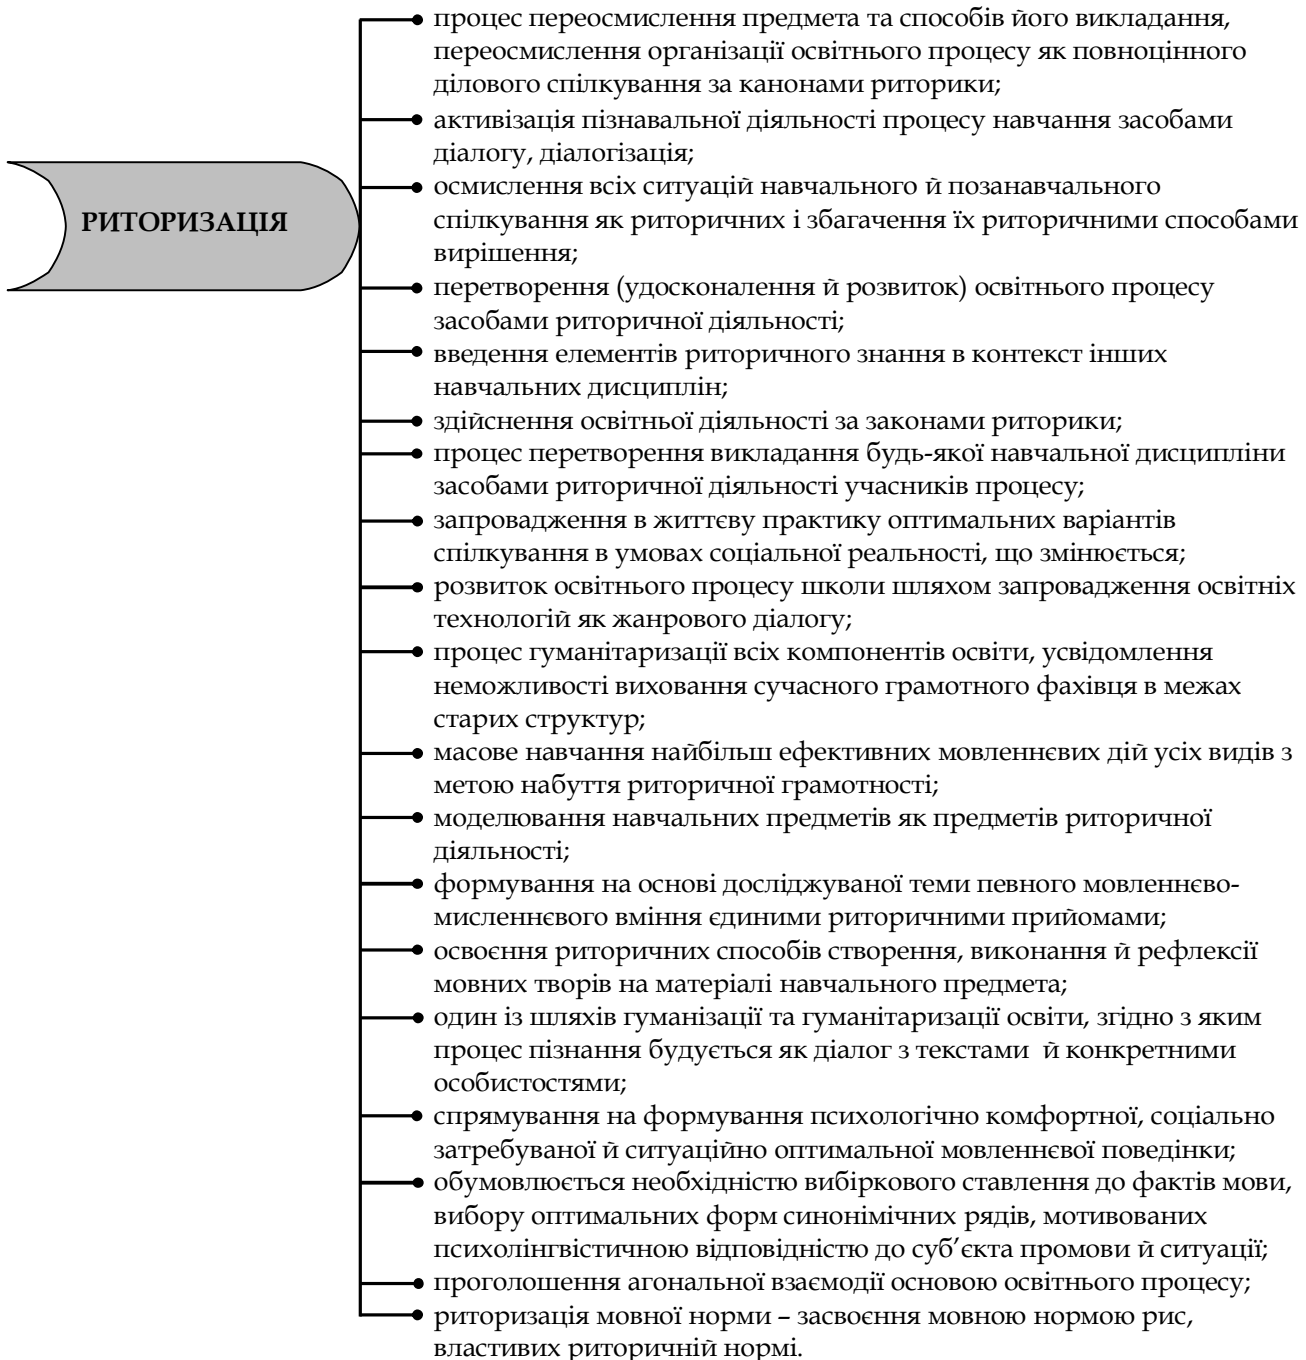 РИТОРИЗАЦІЯ
процес переосмислення предмета та способів його викладання,
переосмислення організації освітнього процесу як повноцінного
ділового спілкування за канонами риторики;
активізація пізнавальної діяльності процесу навчання засобами
діалогу, діалогізація;
осмислення всіх ситуацій навчального й позанавчального
спілкування як риторичних і збагачення їх риторичними способами
вирішення;
перетворення (удосконалення й розвиток) освітнього процесу
засобами риторичної діяльності;
введення елементів риторичного знання в контекст інших
навчальних дисциплін;
здійснення освітньої діяльності за законами риторики;
процес перетворення викладання будь-якої навчальної дисципліни
засобами риторичної діяльності учасників процесу;
запровадження в життєву практику оптимальних варіантів
спілкування в умовах соціальної реальності, що змінюється;
розвиток освітнього процесу школи шляхом запровадження освітніх
технологій як жанрового діалогу;
процес гуманітаризації всіх компонентів освіти, усвідомлення
неможливості виховання сучасного грамотного фахівця в межах
старих структур;
масове навчання найбільш ефективних мовленнєвих дій усіх видів з
метою набуття риторичної грамотності;
моделювання навчальних предметів як предметів риторичної
діяльності;
формування на основі досліджуваної теми певного мовленнєво-
мисленнєвого вміння єдиними риторичними прийомами;
освоєння риторичних способів створення, виконання й рефлексії
мовних творів на матеріалі навчального предмета;
один із шляхів гуманізації та гуманітаризації освіти, згідно з яким
процес пізнання будується як діалог з текстами й конкретними
особистостями;
спрямування на формування психологічно комфортної, соціально
затребуваної й ситуаційно оптимальної мовленнєвої поведінки;
обумовлюється необхідністю вибіркового ставлення до фактів мови,
вибору оптимальних форм синонімічних рядів, мотивованих
психолінгвістичною відповідністю до суб’єкта промови й ситуації;
проголошення агональної взаємодії основою освітнього процесу;
риторизація мовної норми – засвоєння мовною нормою рис,
властивих риторичній нормі.